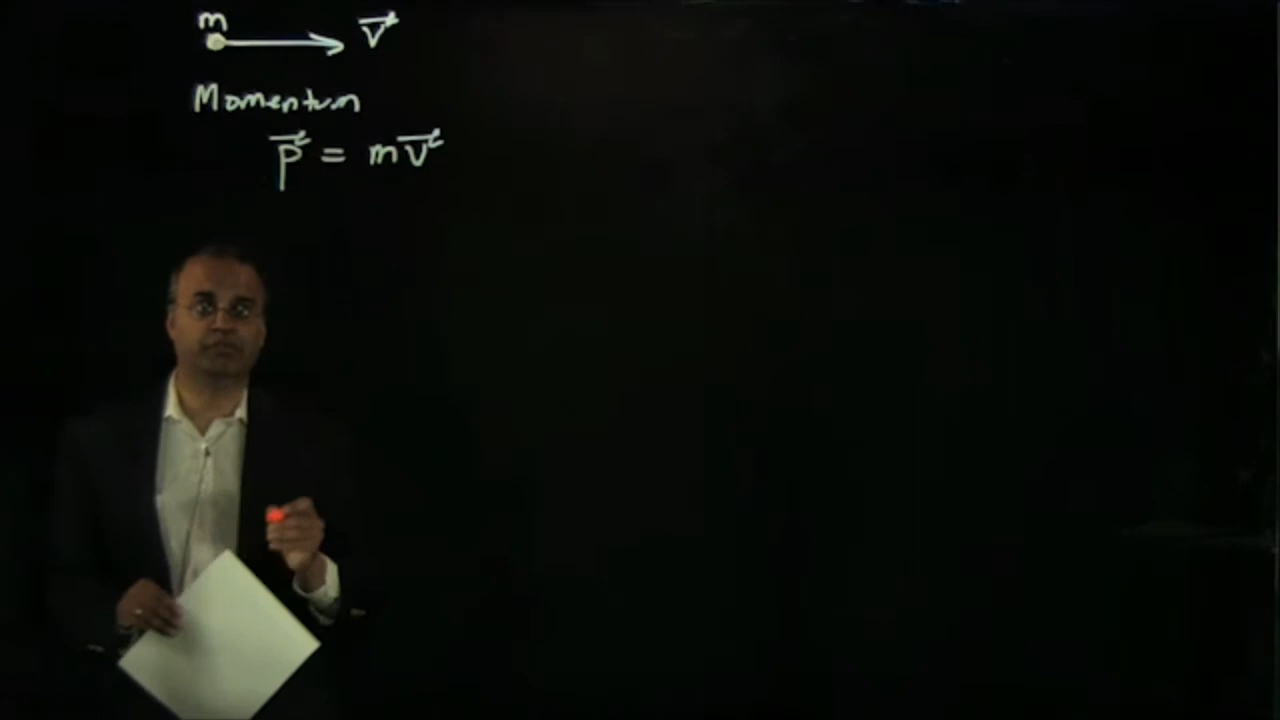 m v⃗
Momentum
p⃗ = mv⃗